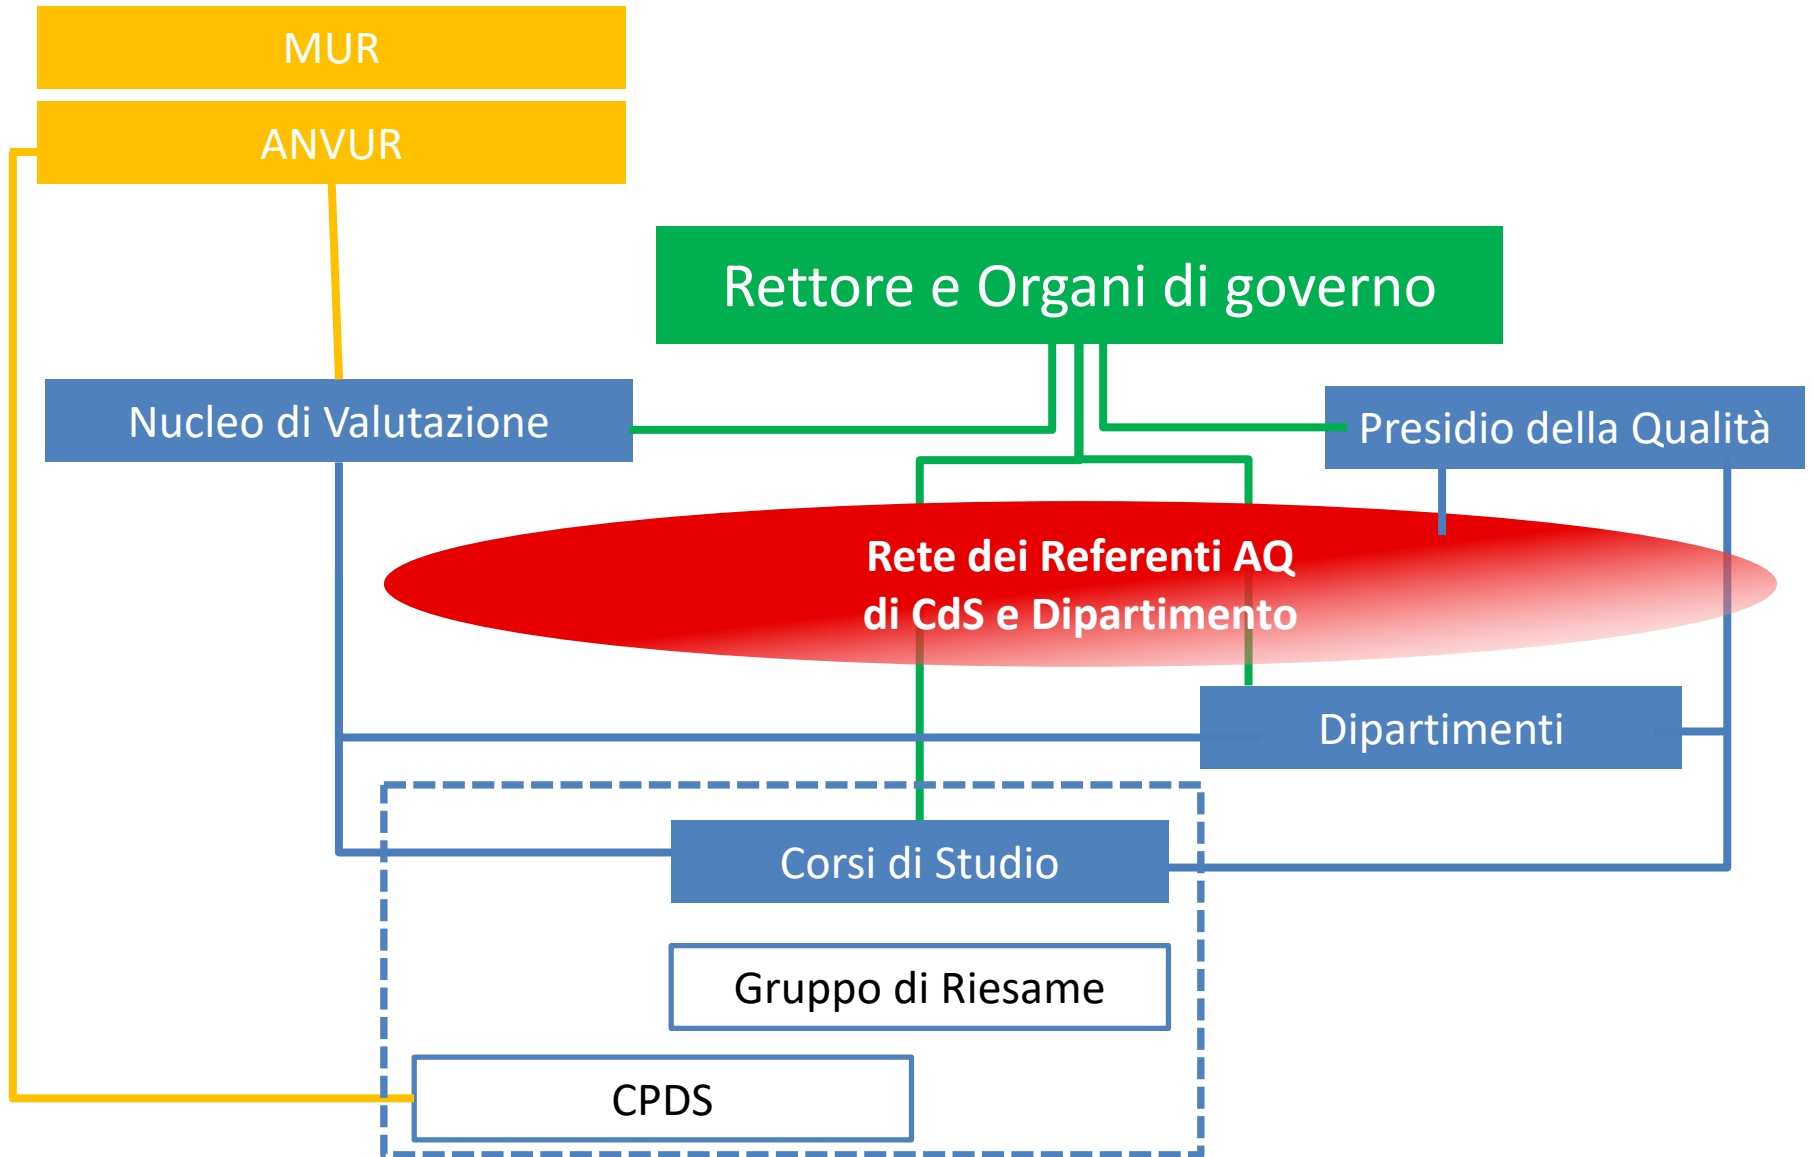 MUR
ANVUR
Rettore e Organi di governo
Nucleo di Valutazione
Presidio della Qualità
Rete dei Referenti AQ
di CdS e Dipartimento
Dipartimenti
Corsi di Studio
Gruppo di Riesame
CPDS